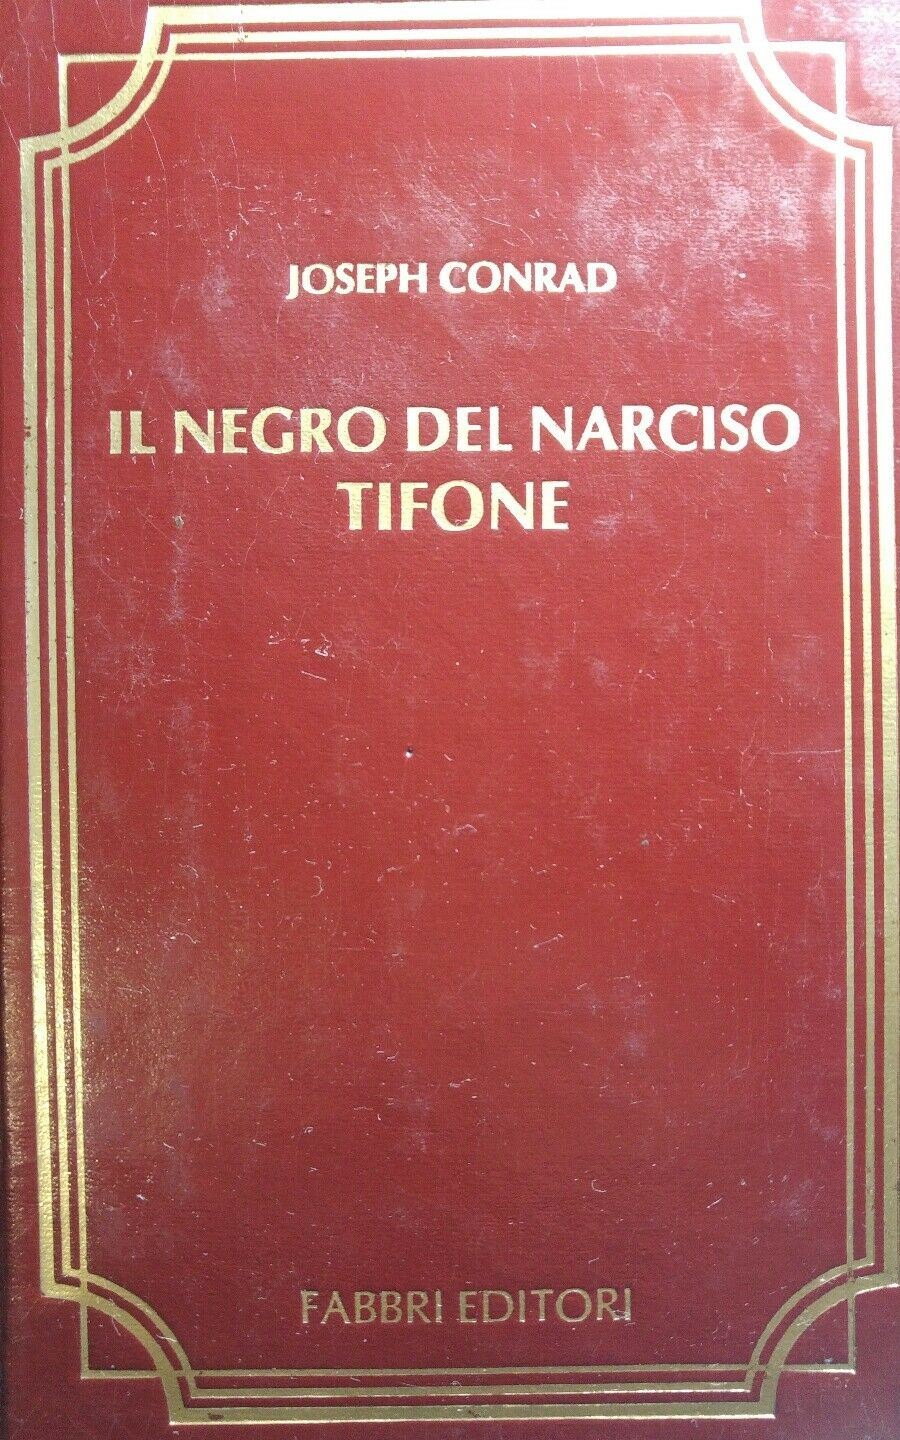 JOSEPH CONRAD
IL NEGRO DEL NARCISO
TIFONE
FABBRI EDITORI